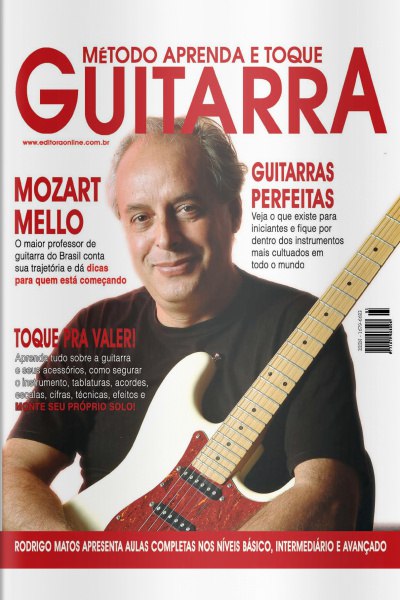 MÉTODO APRENDA E TOQUE
GUITARRA
www.editoraonline.com.br
MOZART
MELLO
O maior professor de
guitarra do Brasil conta
sua trajetória e dá dicas
para quem está começando
GUITARRAS
PERFEITAS
Veja o que existe para
iniciantes e fique por
dentro dos instrumentos
mais cultuados em
todo o mundo
TOQUE PRA VALER!
Aprenda tudo sobre a guitarra
e seus acessórios, como segurar
o instrumento, tablaturas, acordes,
escalas, cifras, técnicas, efeitos e
MONTE SEU PRÓPRIO SOLO!
RODRIGO MATOS APRESENTA AULAS COMPLETAS NOS NÍVEIS BÁSICO, INTERMEDIÁRIO E AVANÇADO